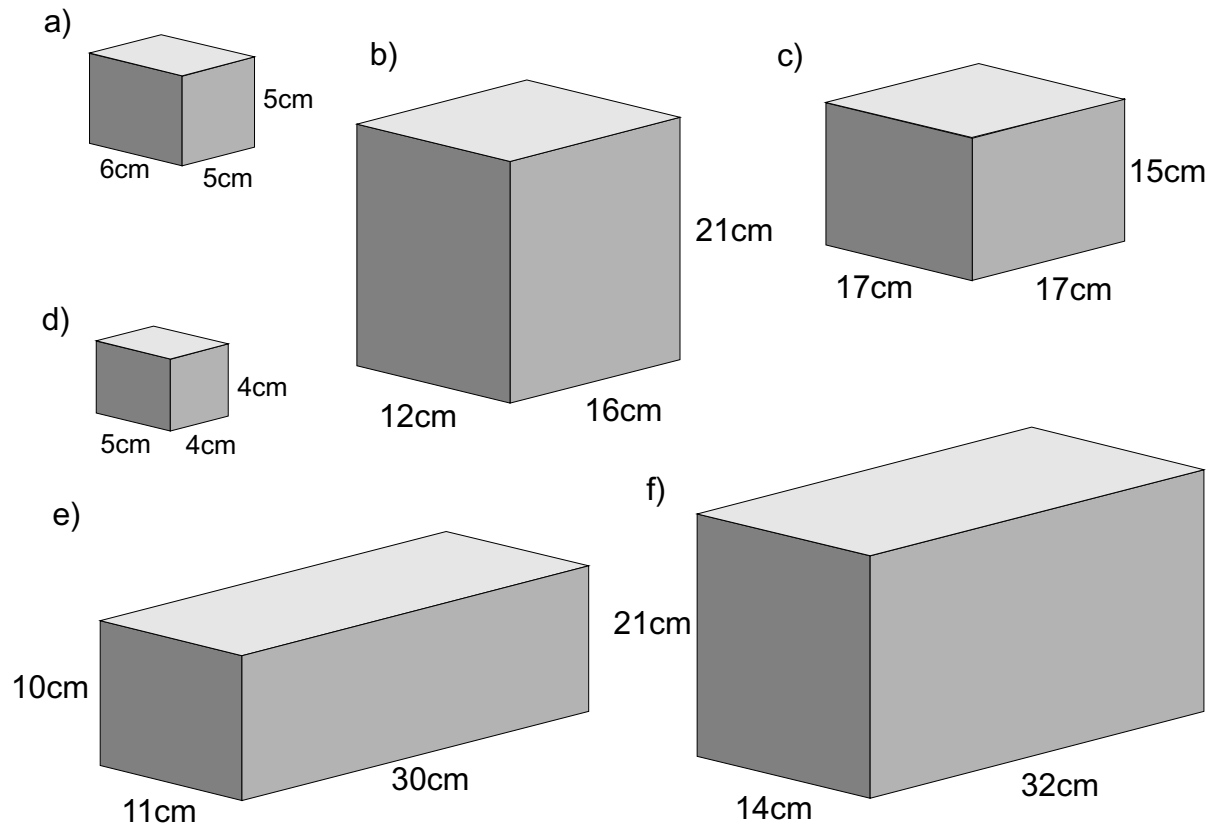 a)
5cm
6cm
5cm
b)
21cm
12cm
16cm
c)
15cm
17cm
17cm
d)
4cm
5cm
4cm
e)
10cm
30cm
11cm
f)
21cm
14cm
32cm